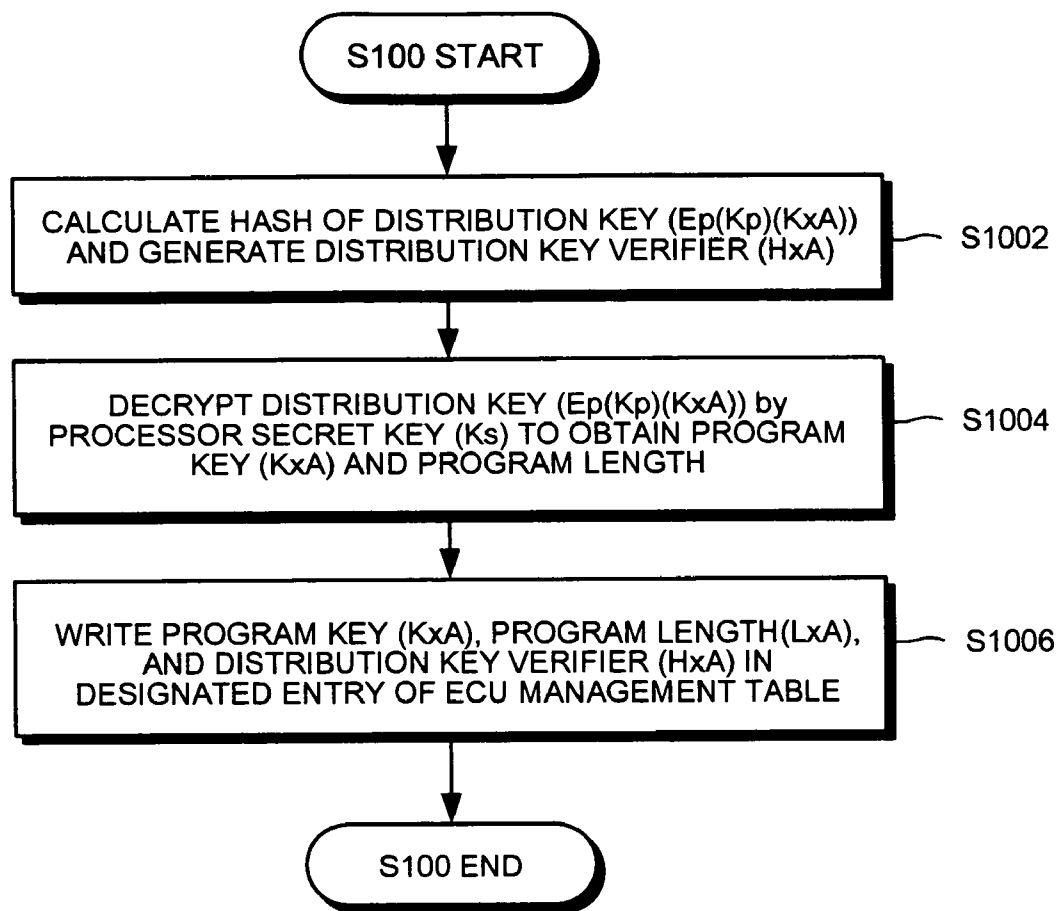 S100 START
CALCULATE HASH OF DISTRIBUTION KEY (Ep(Kp)(KxA))
AND GENERATE DISTRIBUTION KEY VERIFIER (HxA)
S1002
DECRYPT DISTRIBUTION KEY (Ep(Kp)(KxA)) by
PROCESSOR SECRET KEY (Ks) TO OBTAIN PROGRAM
KEY (KxA) AND PROGRAM LENGTH
S1004
WRITE PROGRAM KEY (KxA), PROGRAM LENGTH(LxA),
AND DISTRIBUTION KEY VERIFIER (HxA) IN
DESIGNATED ENTRY OF ECU MANAGEMENT TABLE
S1006
S100 END